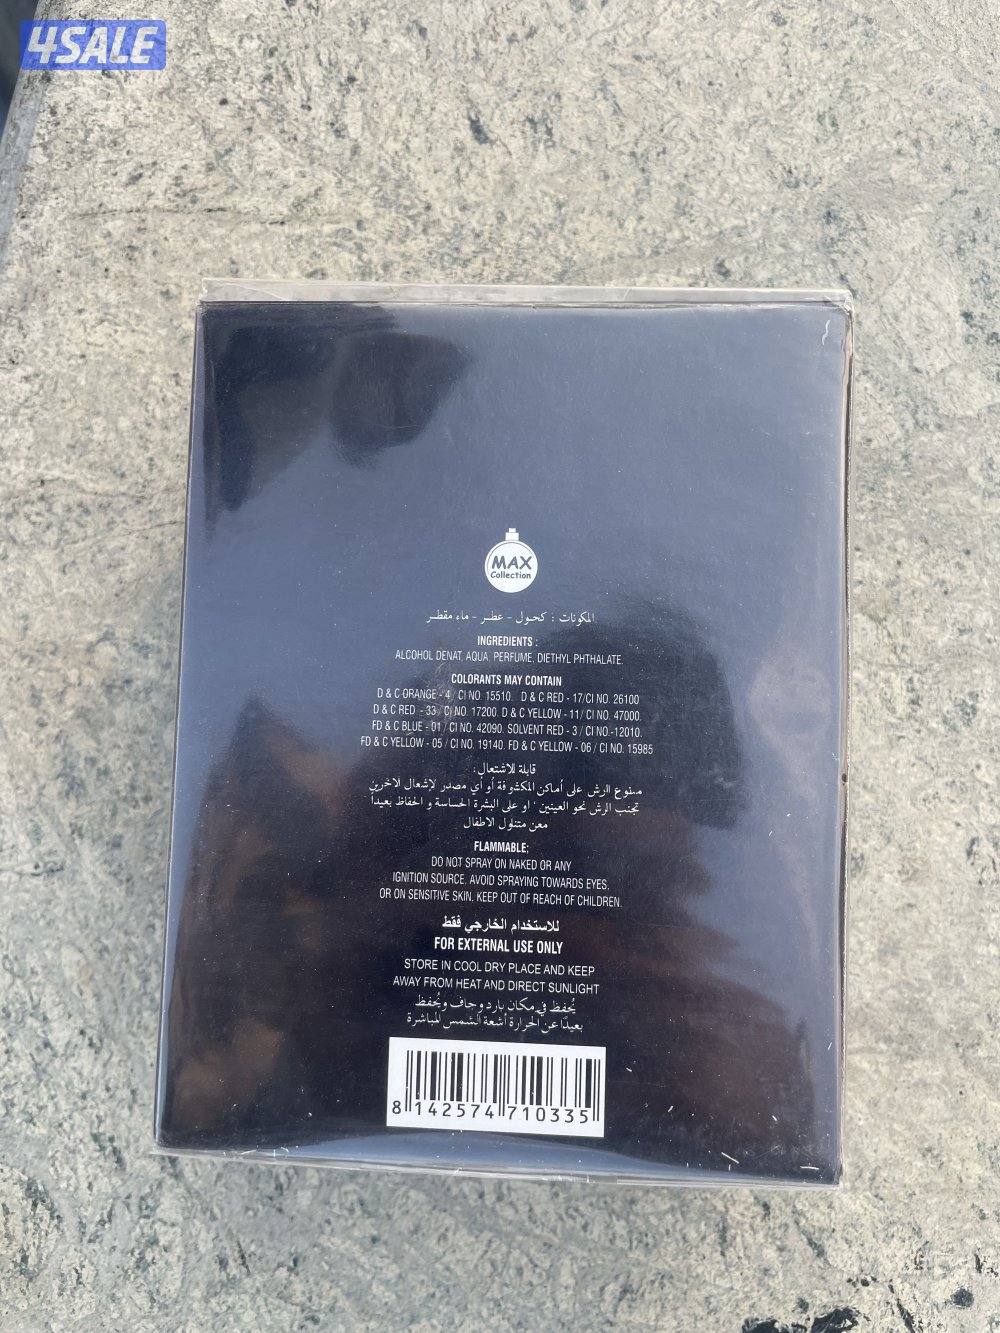 4SALE
MAX
Collection
المكونات : كحول - عطر - ماء مقطر
INGREDIENTS :
ALCOHOL DENAT, AQUA, PERFUME, DIETHYL PHTHALATE.
COLORANTS MAY CONTAIN
D & C ORANGE - 4 / CI NO. 15510. D & C RED - 17/CI NO. 26100
D & C RED - 33/ CI NO. 17200. D & C YELLOW - 11/ CI NO. 47000.
FD & C BLUE - 01 / CI NO. 42090. SOLVENT RED - 3 / CI NO.-12010.
FD & C YELLOW - 05 / CI NO. 19140. FD & C YELLOW - 06 / CI NO. 15985
قابلة للاشتعال:
ممنوع الرش على أماكن المكشوفة أو أي مصدر لإشعال لاخرين
تجنب الرش نحو العينين ' او على البشرة الحساسة و الحفاظ بعيداً
معن متناول الاطفال
FLAMMABLE:
DO NOT SPRAY ON NAKED OR ANY
IGNITION SOURCE. AVOID SPRAYING TOWARDS EYES.
OR ON SENSITIVE SKIN. KEEP OUT OF REACH OF CHILDREN.
للاستخدام الخارجي فقط
FOR EXTERNAL USE ONLY
STORE IN COOL DRY PLACE AND KEEP
AWAY FROM HEAT AND DIRECT SUNLIGHT
يُحفظ في مكان بارد وجاف ويُحفظ
بعيدًا عن الحرارة أشعة الشمس المباشرة
8 142574 710335